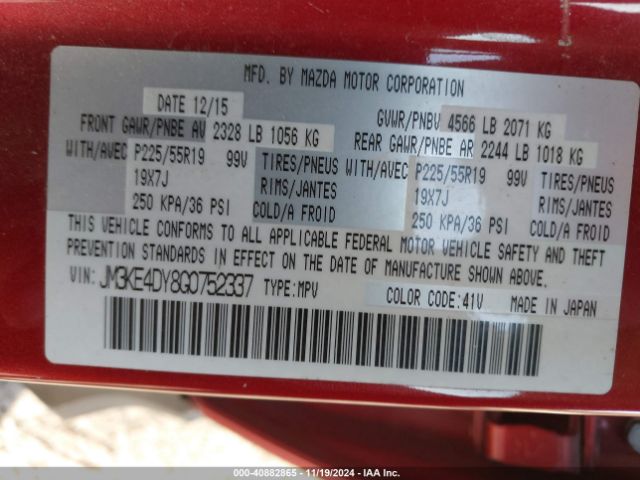 MFD. BY MAZDA MOTOR CORPORATION
DATE 12/15 GVWR/PNBV 4566 LB 2071 KG
FRONT GAWR/PNBE AV 2328 LB 1056 KG REAR GAWR/PNBE AR 2244 LB 1018 KG
WITH/AVEC P225/55R19 99V TIRES/PNEUS WITH/AVEC P225/55R19 99V TIRES/PNEUS
19X7J RIMS/JANTES 19X7J RIMS/JANTES
250 KPA/36 PSI COLD/A FROID 250 KPA/36 PSI COLD/A FROID
THIS VEHICLE CONFORMS TO ALL APPLICABLE FEDERAL MOTOR VEHICLE SAFETY AND THEFT
PREVENTION STANDARDS IN EFFECT ON THE DATE OF MANUFACTURE SHOWN ABOVE.
VIN: JM3KE4DY8G0752337 TYPE:MPV COLOR CODE:41V MADE IN JAPAN
000-40882865 - 11/19/2024 - IAAI.COM